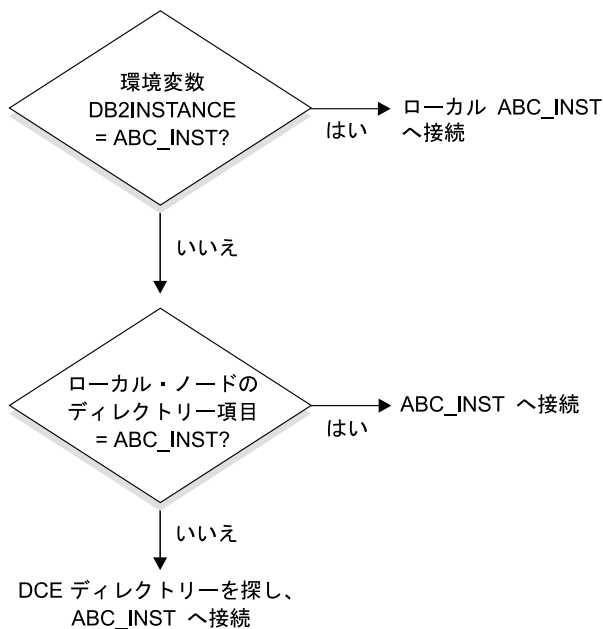 環境変数
DB2INSTANCE
= ABC_INST?
はい
ローカル ABC_INST
へ接続
いいえ
ローカル・ノードの
ディレクトリー項目
= ABC_INST?
はい
ABC_INST へ接続
いいえ
DCE ディレクトリーを探し、
ABC_INST へ接続